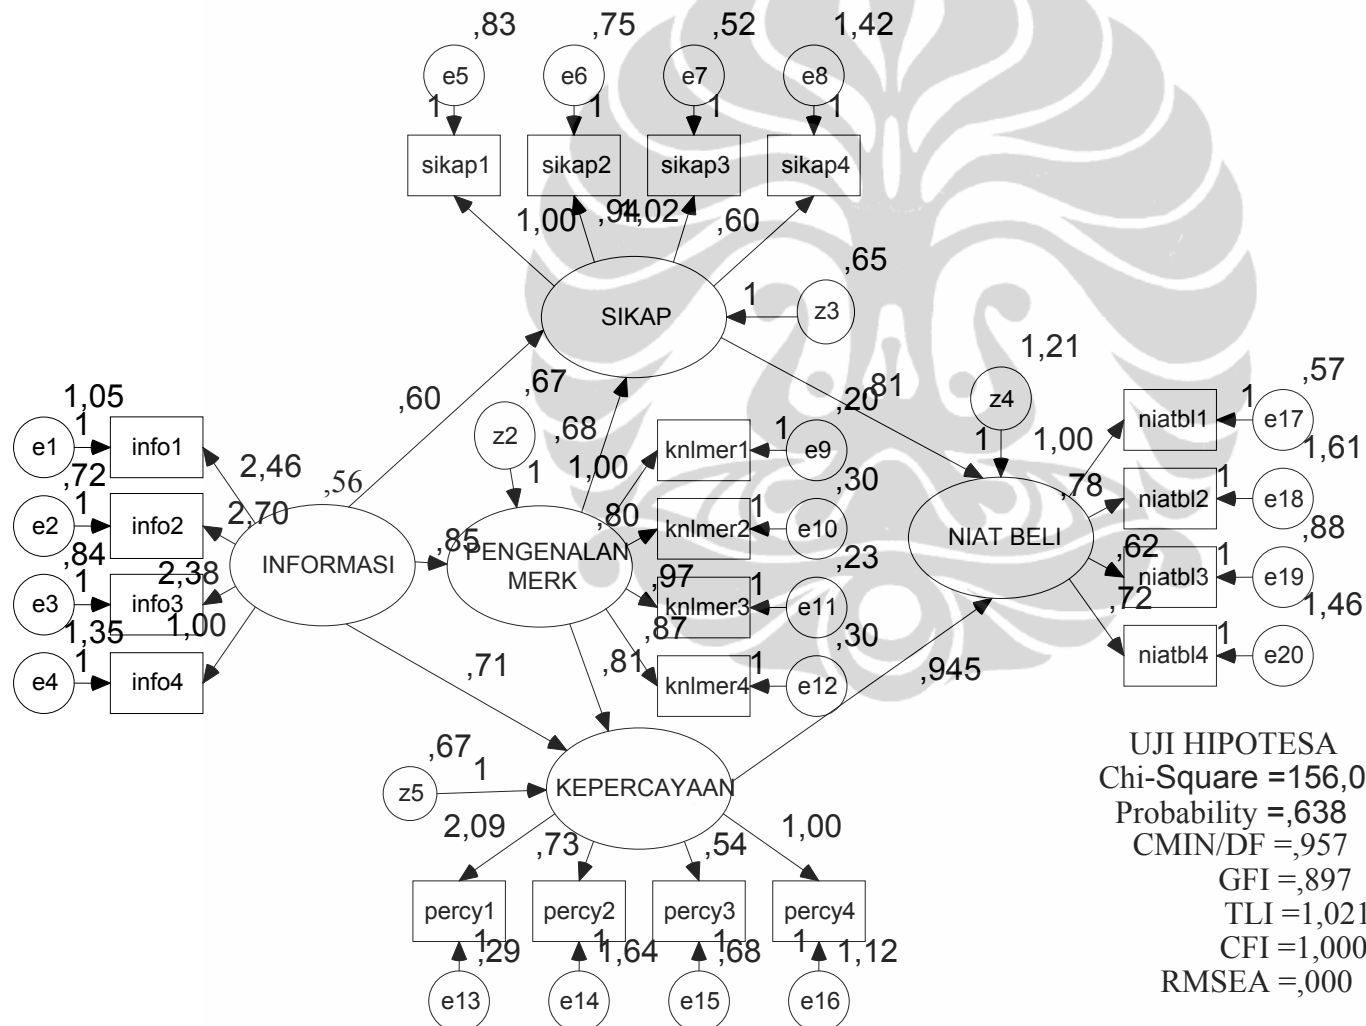 ,83 ,75 ,52 1,42
e5 e6 e7 e8
1 1 1 1
sikap1 sikap2 sikap3 sikap4
1,00 ,94 1,02 ,60
,65
SIKAP 1 z3
,67 1,21
,60 z2 ,68 ,20 ,81 z4 ,57
1,05
1 1 1
e1 info1 2,46 1,00 knlmer1 1 e9 1,00 niatbl1 1 e17
,72 ,56 ,30 1,61
e2 1 info2 2,70 ,80 knlmer2 1 e10 ,78 niatbl2 1 e18
,84 ,85 ,23 ,88
INFORMASI PENGENALAN NIAT BELI
MERK
e3 1 info3 2,38 ,97 knlmer3 1 e11 ,62 niatbl3 1 e19
1,35 1,00 ,87 ,30 ,72 1,46
e4 1 info4 ,71 ,81 knlmer4 1 e12 ,945 niatbl4 1 e20
,67
z5 1 KEPERCAYAAN
2,09 ,73 ,54 1,00
percy1 percy2 percy3 percy4
1 1 1 1
,29 1,64 ,68 1,12
e13 e14 e15 e16
UJI HIPOTESA
Chi-Square =156,0
Probability =,638
CMIN/DF =,957
GFI =,897
TLI =1,021
CFI =1,000
RMSEA =,000